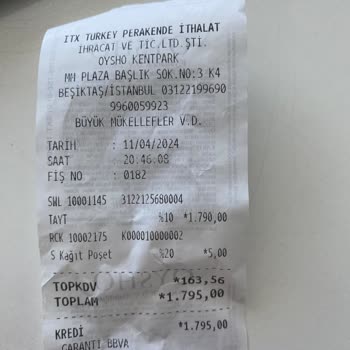 ITX TURKEY PERAKENDE İTHALAT
İHRACAT VE TİC.LTD.ŞTİ.
OYSHO KENTPARK
MM PLAZA BAŞLIK SOK.NO:3 K4
BEŞİKTAŞ/İSTANBUL 03122199690
9960059923
BÜYÜK MÜKELLEFLER V.D.
TARİH : 11/04/2024
SAAT : 20:46:08
FİŞ NO : 0182
SWL 10001145 3122125680004
TAYT %10 *1.790,00
RCK 10002175 K000010000002
S Kağıt Poşet %20 *5,00
TOPKDV *163,56
TOPLAM *1.795,00
KREDİ *1.795,00
GARANTI BBVA